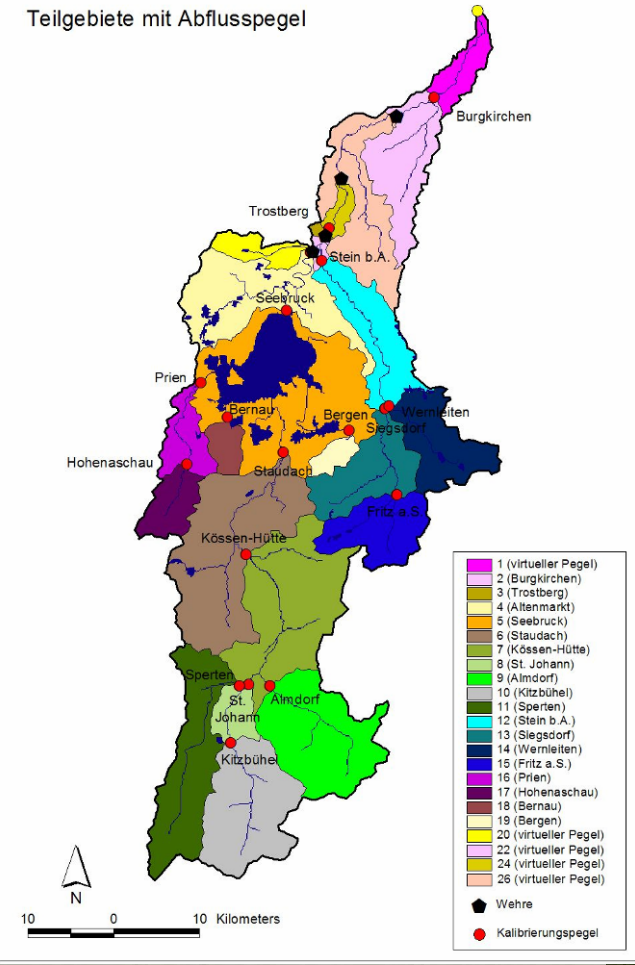 Teilgebiete mit Abflusspegel
Burgkirchen
Trostberg
Stein b.A.
Seebruck
Prien
Bernau
Bergen
Wernleiten
Siegsdorf
Hohenaschau
Staudach
Fritz a.S.
Kössen-Hütte
Sperten
St.
Johann
Almdorf
Kitzbühel
1 (virtueller Pegel)
2 (Burgkirchen)
3 (Trostberg)
4 (Altenmarkt)
5 (Seebruck)
6 (Staudach)
7 (Kössen-Hütte)
8 (St. Johann)
9 (Almdorf)
10 (Kitzbühel)
11 (Sperten)
12 (Stein b.A.)
13 (Siegsdorf)
14 (Wernleiten)
15 (Fritz a.S.)
16 (Prien)
17 (Hohenaschau)
18 (Bernau)
19 (Bergen)
20 (virtueller Pegel)
22 (virtueller Pegel)
24 (virtueller Pegel)
26 (virtueller Pegel)
Wehre
Kalibrierungspegel
N
10 0 10 Kilometers